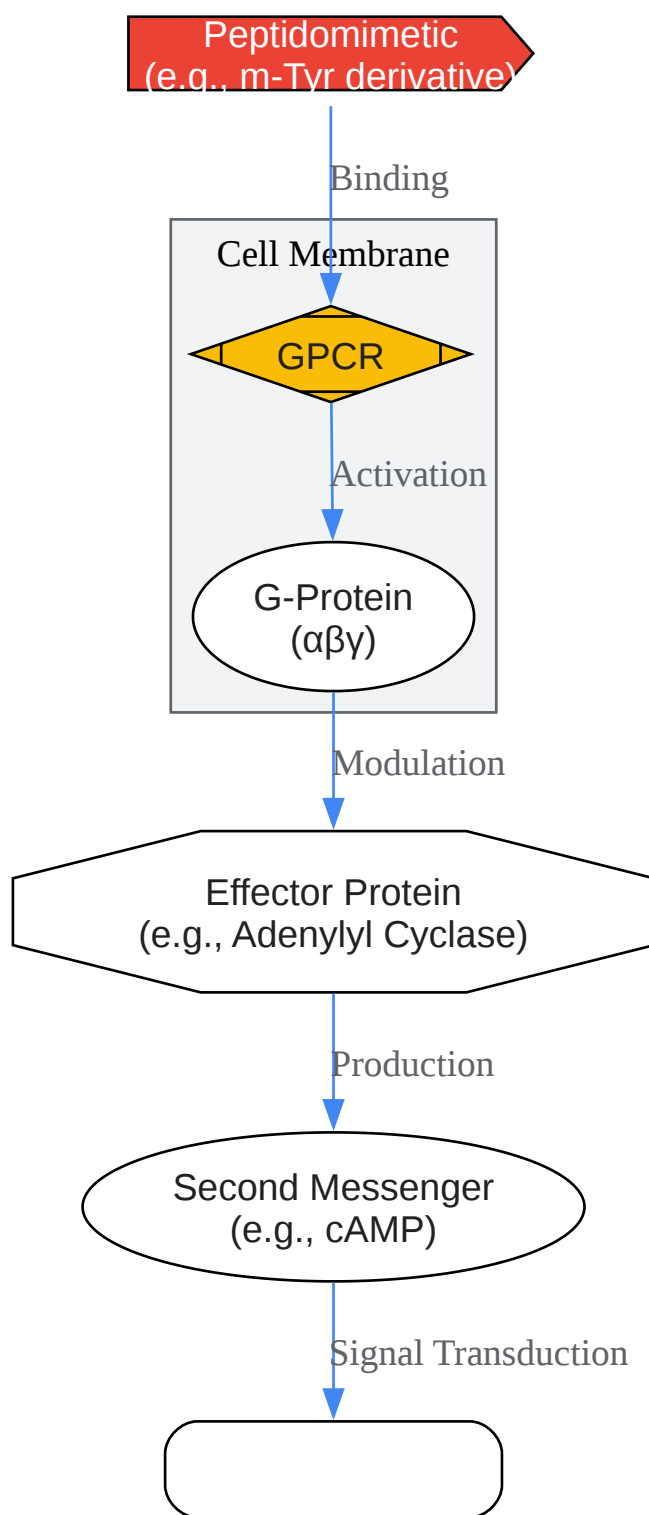 Peptidomimetic
(e.g., m-Tyr derivative)
Binding
Cell Membrane
GPCR
Activation
G-Protein
(αβγ)
Modulation
Effector Protein
(e.g., Adenylyl Cyclase)
Production
Second Messenger
(e.g., cAMP)
Signal Transduction